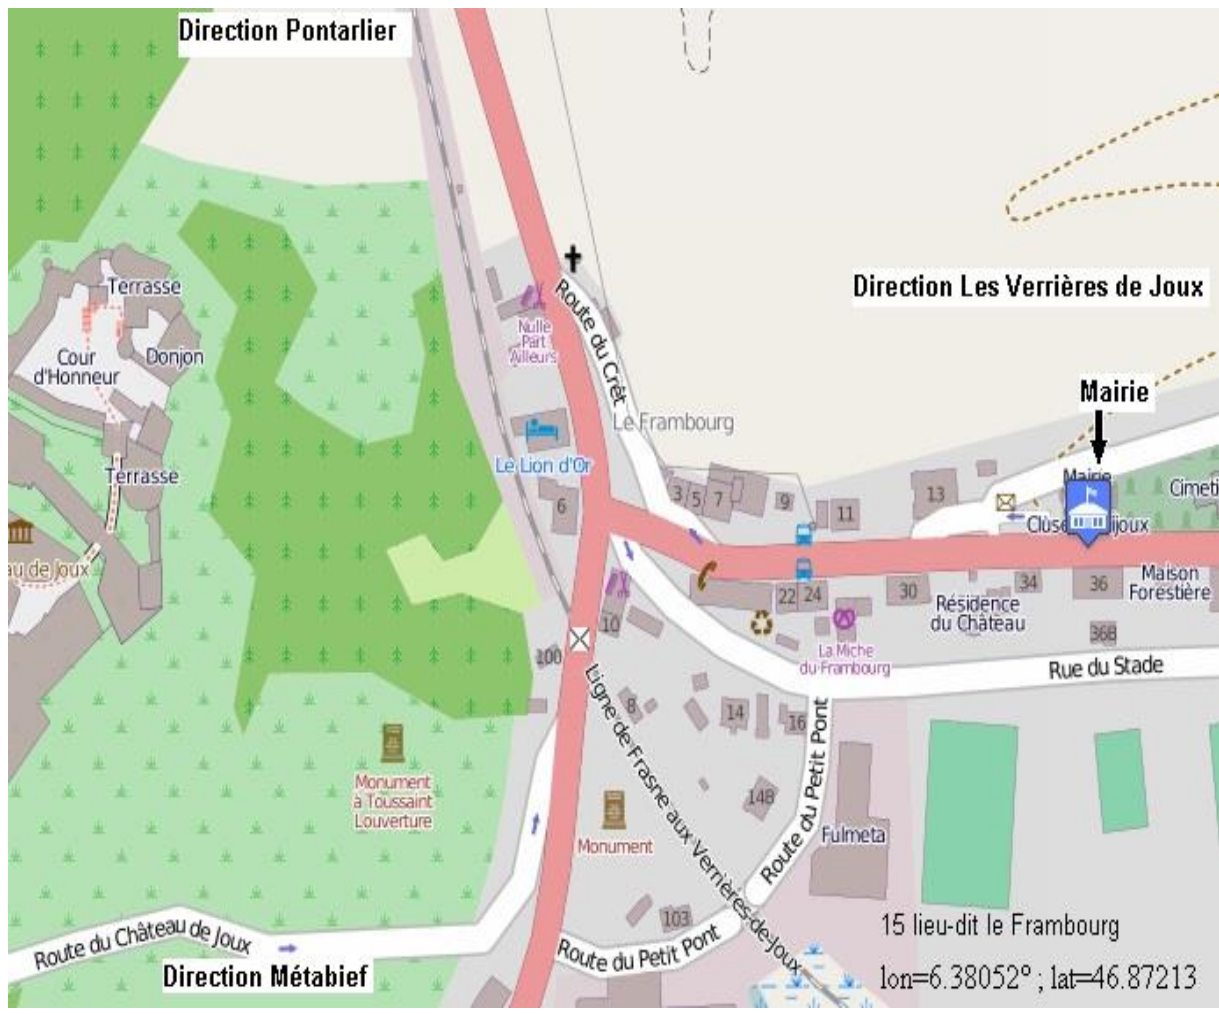 Direction Pontarlier
Terrasse
Cour
d'Honneur
Donjon
Terrasse
au de Joux
Nulle
Part
Ailleurs
Route du Crêt
Direction Les Verrières de Joux
Mairie
Le Frambourg
Le Lion d'Or
6
3
5
7
9
11
13
Mairie
Cimeti
10
22
24
30
34
36
36B
Maison
Forestière
Résidence
du Château
La Miche
du Frambourg
Rue du Stade
100
8
14
16
14B
Ligne de Frasne aux Verrières-de-Joux
Route du Petit Pont
Route du Petit Pont
Fulmeta
Monument
à Toussaint
Louverture
Monument
103
Route du Château de Joux
Direction Métabief
15 lieu-dit le Frambourg
lon=6.38052° ; lat=46.87213